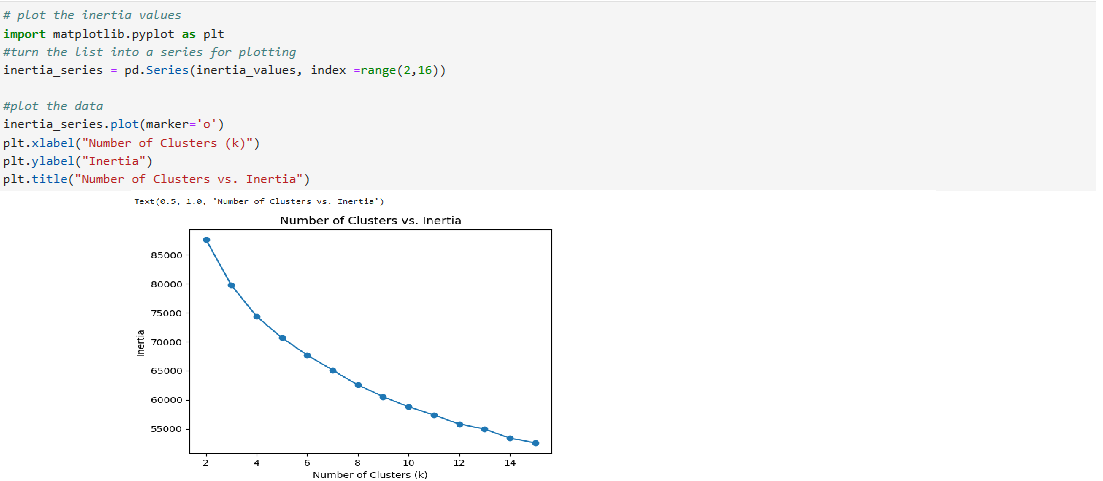 # plot the inertia values
import matplotlib.pyplot as plt
#turn the list into a series for plotting
inertia_series = pd.Series(inertia_values, index =range(2,16))
#plot the data
inertia_series.plot(marker='o')
plt.xlabel("Number of Clusters (k)")
plt.ylabel("Inertia")
plt.title("Number of Clusters vs. Inertia")
Text(0.5, 1.0, 'Number of Clusters vs. Inertia')
Number of Clusters vs. Inertia
85000
80000
75000
70000
65000
60000
55000
Inertia
2 4 6 8 10 12 14
Number of Clusters (k)